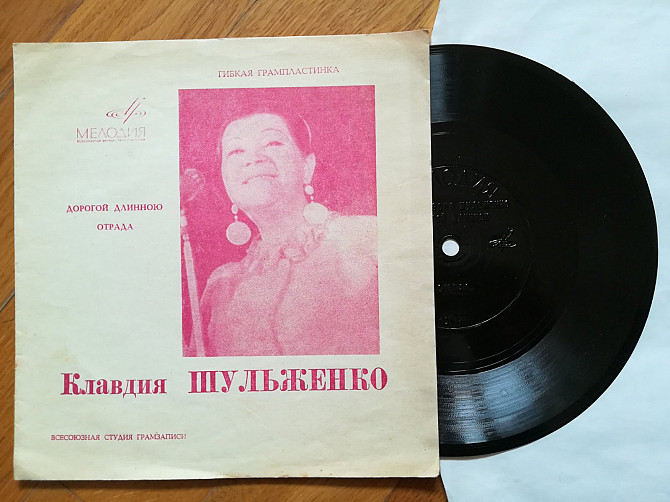 ГИБКАЯ ГРАМПЛАСТИНКА
МЕЛОДИЯ
ДОРОГОЙ ДЛИННОЮ
ОТРАДА
Клавдия ШУЛЬЖЕНКО
ВСЕСОЮЗНАЯ СТУДИЯ ГРАМЗАПИСИ